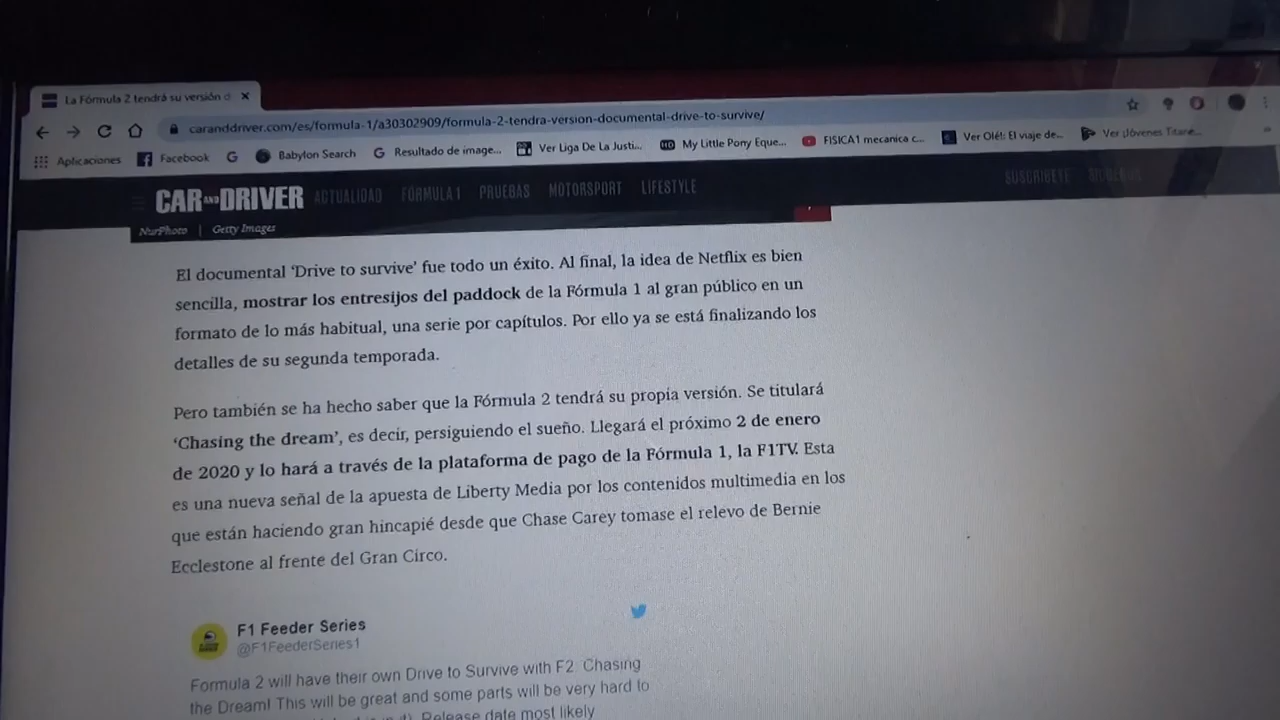 La Fórmula 2 tendrá su versión d
caranddriver.com/es/formula-1/a30302909/formula-2-tendra-version-documental-drive-to-survive/
Aplicaciones Facebook Babylon Search Resultado de image... Ver Liga De La Justi... My Little Pony Eque... FISICA1 mecanica c... Ver Olé!: El viaje de... Ver ¡Jóvenes Titane...
CAR AND DRIVER ACTUALIDAD FÓRMULA 1 PRUEBAS MOTORSPORT LIFESTYLE SUSCRÍBETE
NurPhoto | Getty Images
El documental ‘Drive to survive’ fue todo un éxito. Al final, la idea de Netflix es bien
sencilla, mostrar los entresijos del paddock de la Fórmula 1 al gran público en un
formato de lo más habitual, una serie por capítulos. Por ello ya se está finalizando los
detalles de su segunda temporada.
Pero también se ha hecho saber que la Fórmula 2 tendrá su propia versión. Se titulará
‘Chasing the dream’, es decir, persiguiendo el sueño. Llegará el próximo 2 de enero
de 2020 y lo hará a través de la plataforma de pago de la Fórmula 1, la F1TV. Esta
es una nueva señal de la apuesta de Liberty Media por los contenidos multimedia en los
que están haciendo gran hincapié desde que Chase Carey tomase el relevo de Bernie
Ecclestone al frente del Gran Circo.
F1 Feeder Series
@F1FeederSeries1
Formula 2 will have their own Drive to Survive with F2 Chasing
the Dream! This will be great and some parts will be very hard to
Release date most likely